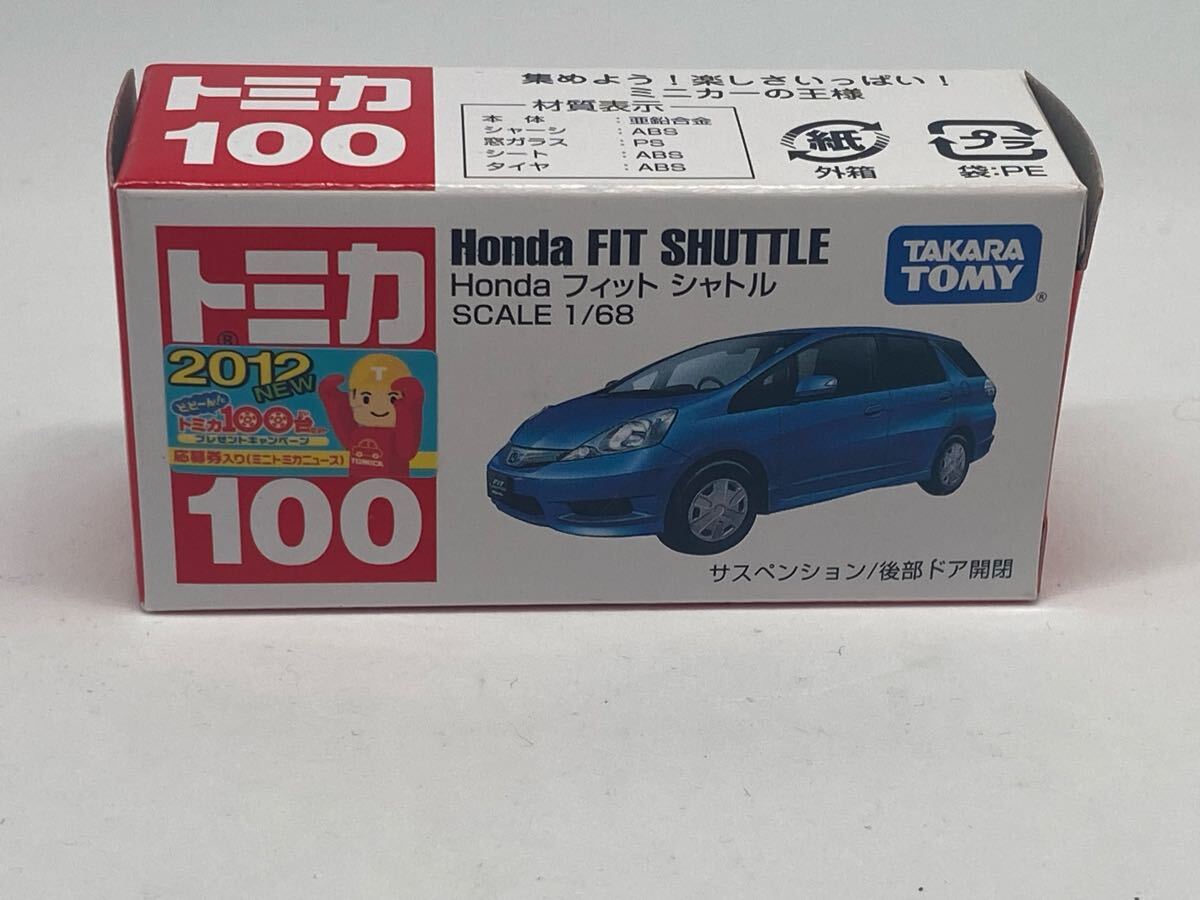 トミカ
100
集めよう！楽しさいっぱい！
ミニカーの王様
材質表示
本体 : 亜鉛合金
シャーシ : ABS
窓ガラス : PS
シート : ABS
タイヤ : ABS
紙
外箱
プラ
袋:PE
トミカ
®
2012
NEW
トミカ100台
プレゼントキャンペーン
応募券入り(ミニトミカニュース)
T
TOMICA
100
Honda FIT SHUTTLE
Honda フィット シャトル
SCALE 1/68
TAKARA
TOMY
®
FIT
サスペンション/後部ドア開閉